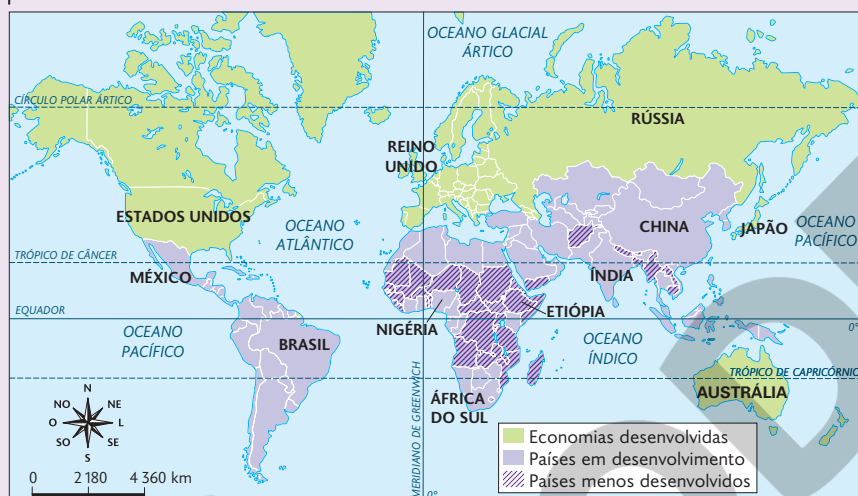 OCEANO GLACIAL
ÁRTICO
CÍRCULO POLAR ÁRTICO
RÚSSIA
REINO
UNIDO
ESTADOS UNIDOS
OCEANO
ATLÂNTICO
CHINA
JAPÃO
OCEANO
PACÍFICO
TRÓPICO DE CÂNCER
MÉXICO
ÍNDIA
ETIÓPIA
EQUADOR
0°
NIGÉRIA
OCEANO
PACÍFICO
BRASIL
OCEANO
ÍNDICO
MERIDIANO DE GREENWICH
TRÓPICO DE CAPRICÓRNIO
AUSTRÁLIA
ÁFRICA
DO SUL
N
NO
NE
O
L
SO
SE
S
0 2 180 4 360 km
0°
Economias desenvolvidas
Países em desenvolvimento
Países menos desenvolvidos